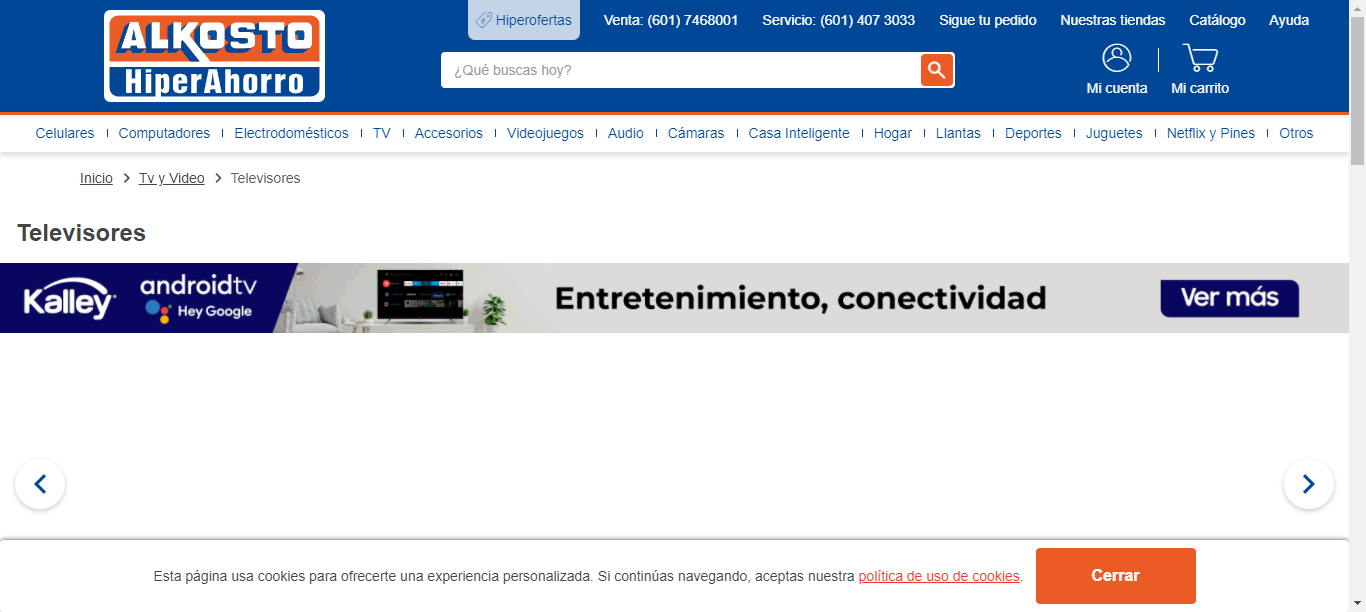 Hiperofertas Venta: (601) 7468001 Servicio: (601) 407 3033 Sigue tu pedido Nuestras tiendas Catálogo Ayuda
ALKOSTO
HiperAhorro
¿Qué buscas hoy?
Mi cuenta Mi carrito
Celulares Computadores Electrodomésticos TV Accesorios Videojuegos Audio Cámaras Casa Inteligente Hogar Llantas Deportes Juguetes Netflix y Pines Otros
Inicio Tv y Video Televisores
Televisores
Kalley androidtv
Hey Google
Entretenimiento, conectividad
Ver más
Esta página usa cookies para ofrecerte una experiencia personalizada. Si continúas navegando, aceptas nuestra política de uso de cookies.
Cerrar